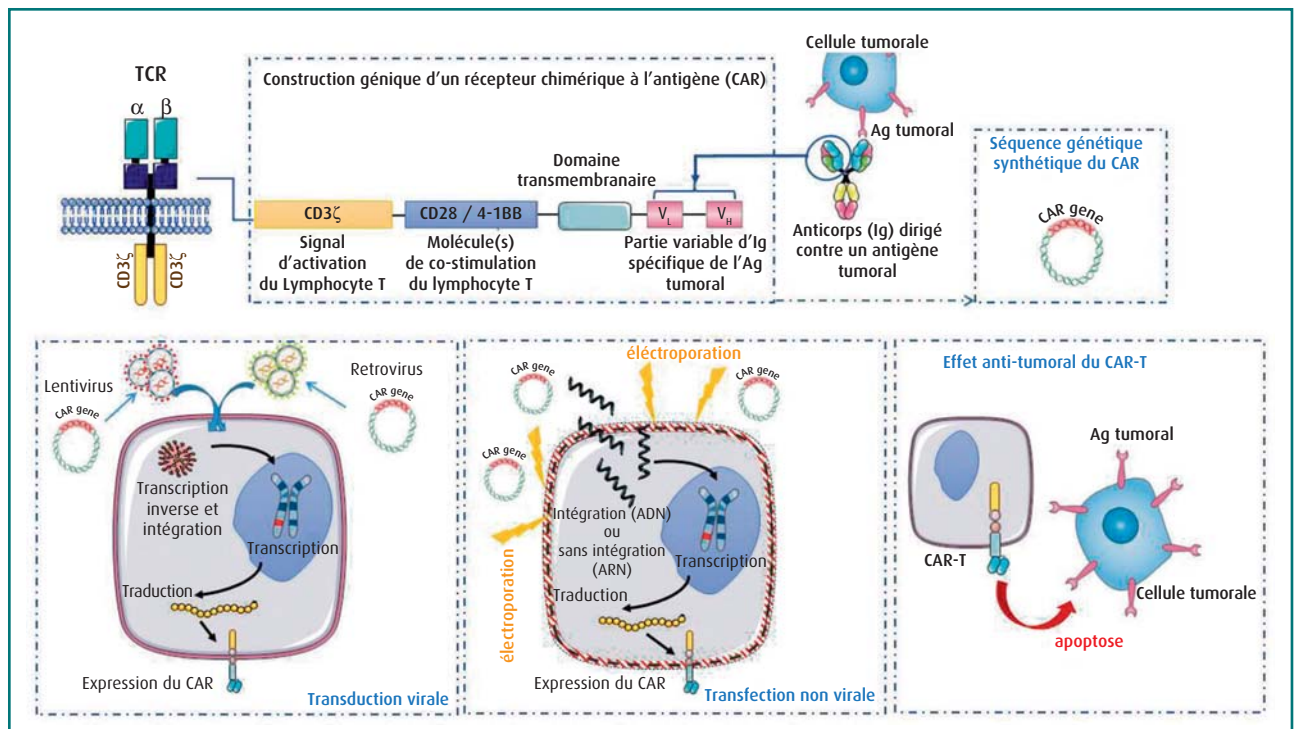 TCR
α β
CD3ζ
CD3ζ
Construction génique d'un récepteur chimérique à l'antigène (CAR)
CD3ζ
Signal
d'activation
du Lymphocyte T
CD28 / 4-1BB
Molécule(s)
de co-stimulation
du lymphocyte T
Domaine
transmembranaire
VL
VH
Partie variable d'Ig
spécifique de l'Ag
tumoral
Cellule tumorale
Ag tumoral
Anticorps (Ig) dirigé
contre un antigène
tumoral
Séquence génétique
synthétique du CAR
CAR gene
Lentivirus
CAR gene
Retrovirus
CAR gene
Transcription
inverse et
intégration
Transcription
Traduction
Expression du CAR
Transduction virale
éléctroporation
CAR gene
CAR gene
CAR gene
Intégration (ADN)
ou
sans intégration
(ARN)
Transcription
Traduction
électroporation
Expression du CAR
Transfection non virale
Effet anti-tumoral du CAR-T
Ag tumoral
CAR-T
Cellule tumorale
apoptose